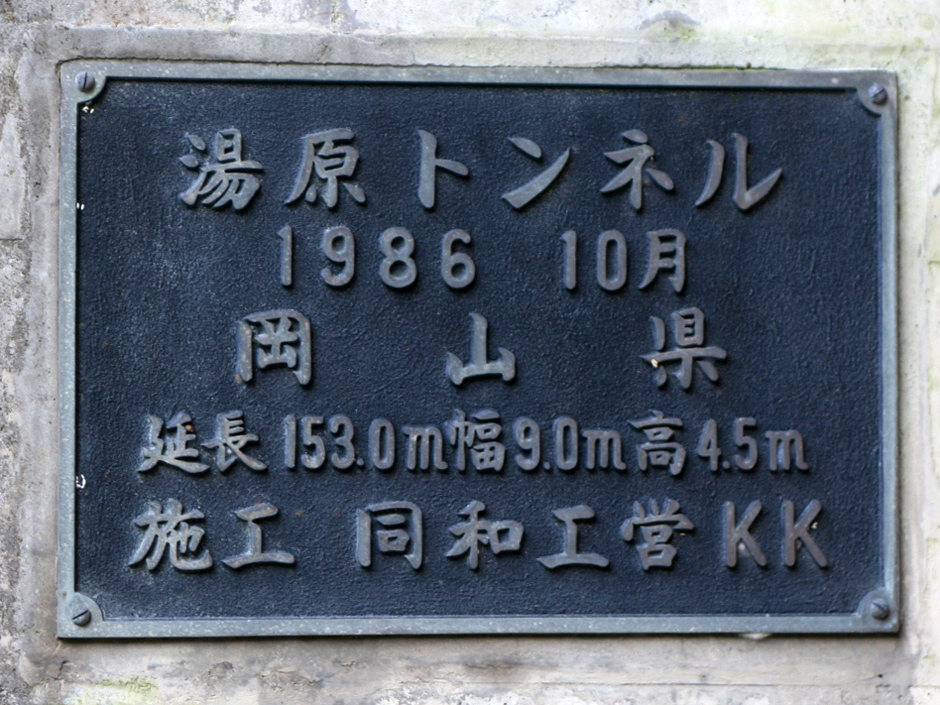 湯原トンネル
1986 10月
岡山県
延長153.0m幅9.0m高4.5m
施工 同和工営KK